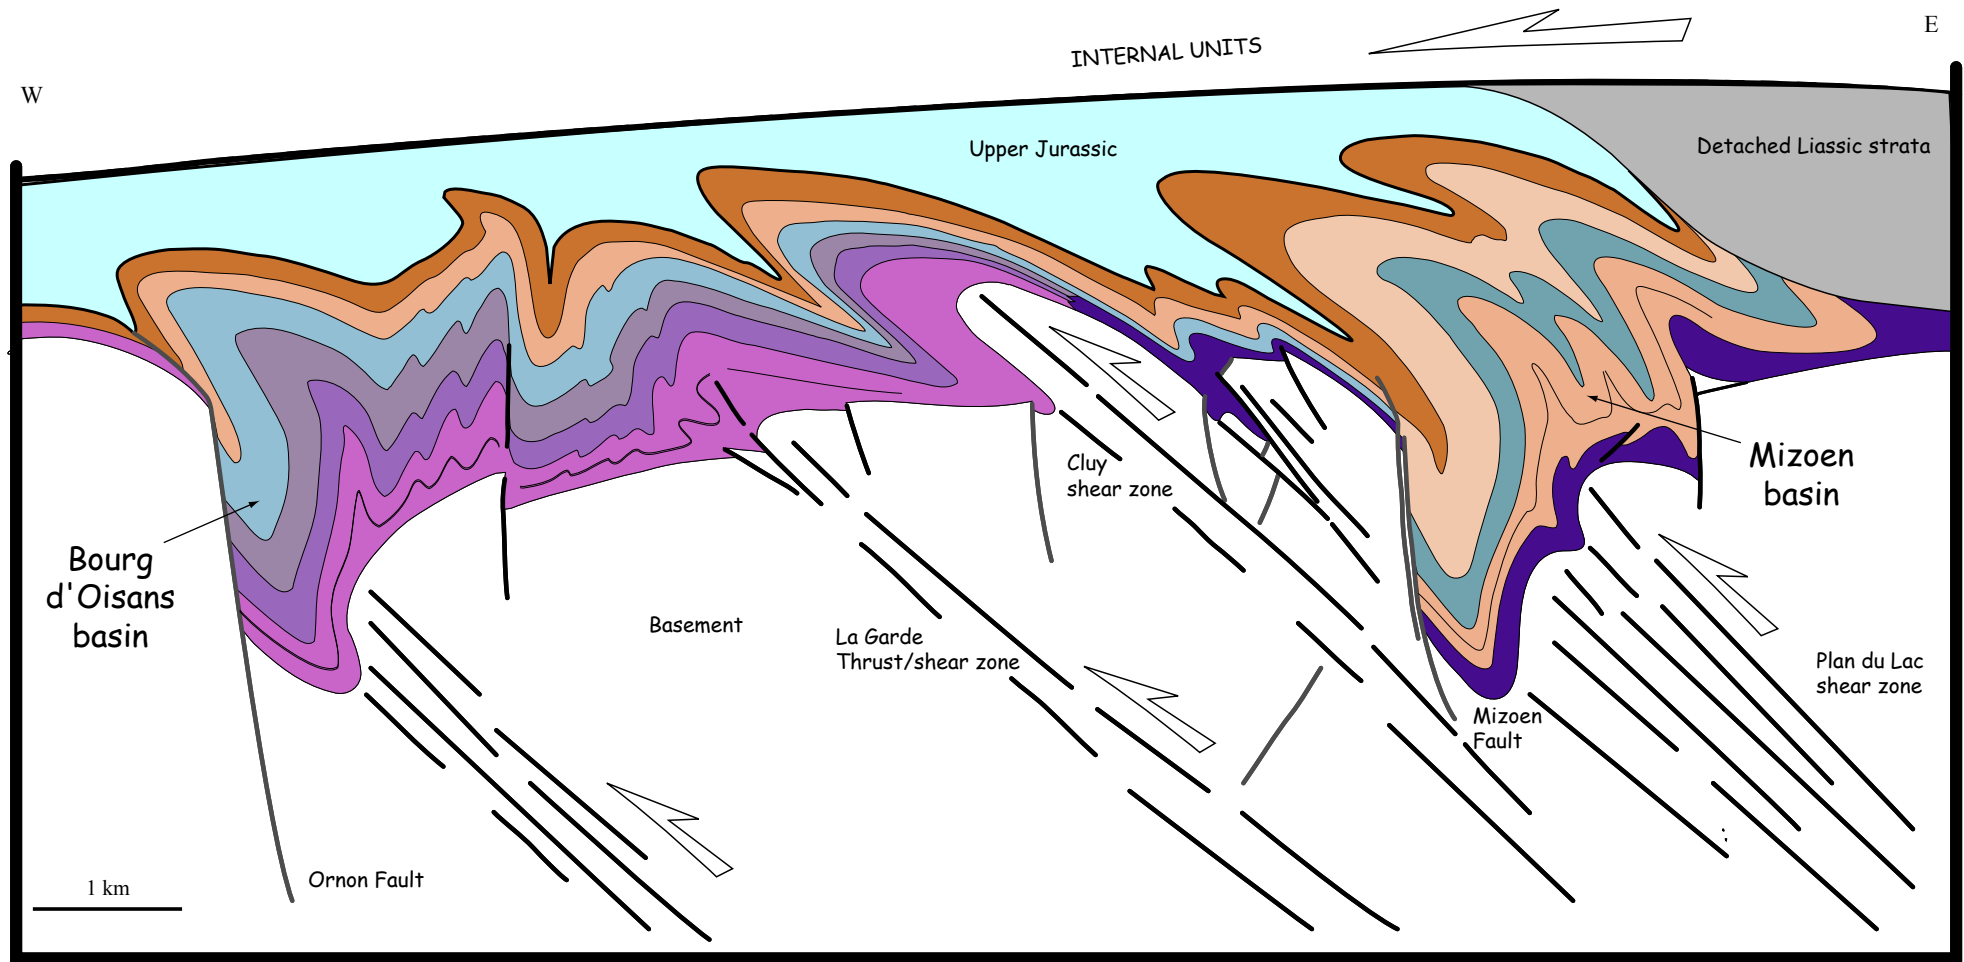 E
INTERNAL UNITS
W
Upper Jurassic
Detached Liassic strata
Cluy
shear zone
Mizoen
basin
Bourg
d'Oisans
basin
Basement
La Garde
Thrust/shear zone
Plan du Lac
shear zone
Mizoen
Fault
Ornon Fault
1 km